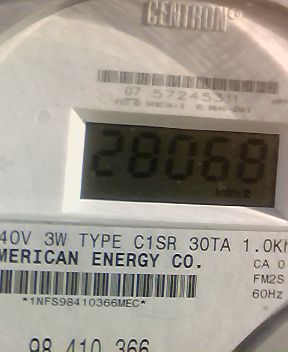 CENTRON®
07 57245311
28068
kWh
40V 3W TYPE C1SR 30TA 1.0Kh
MERICAN ENERGY CO.
CA 0
FM2S
60Hz
*1NFS98410366MEC*
98 410 366